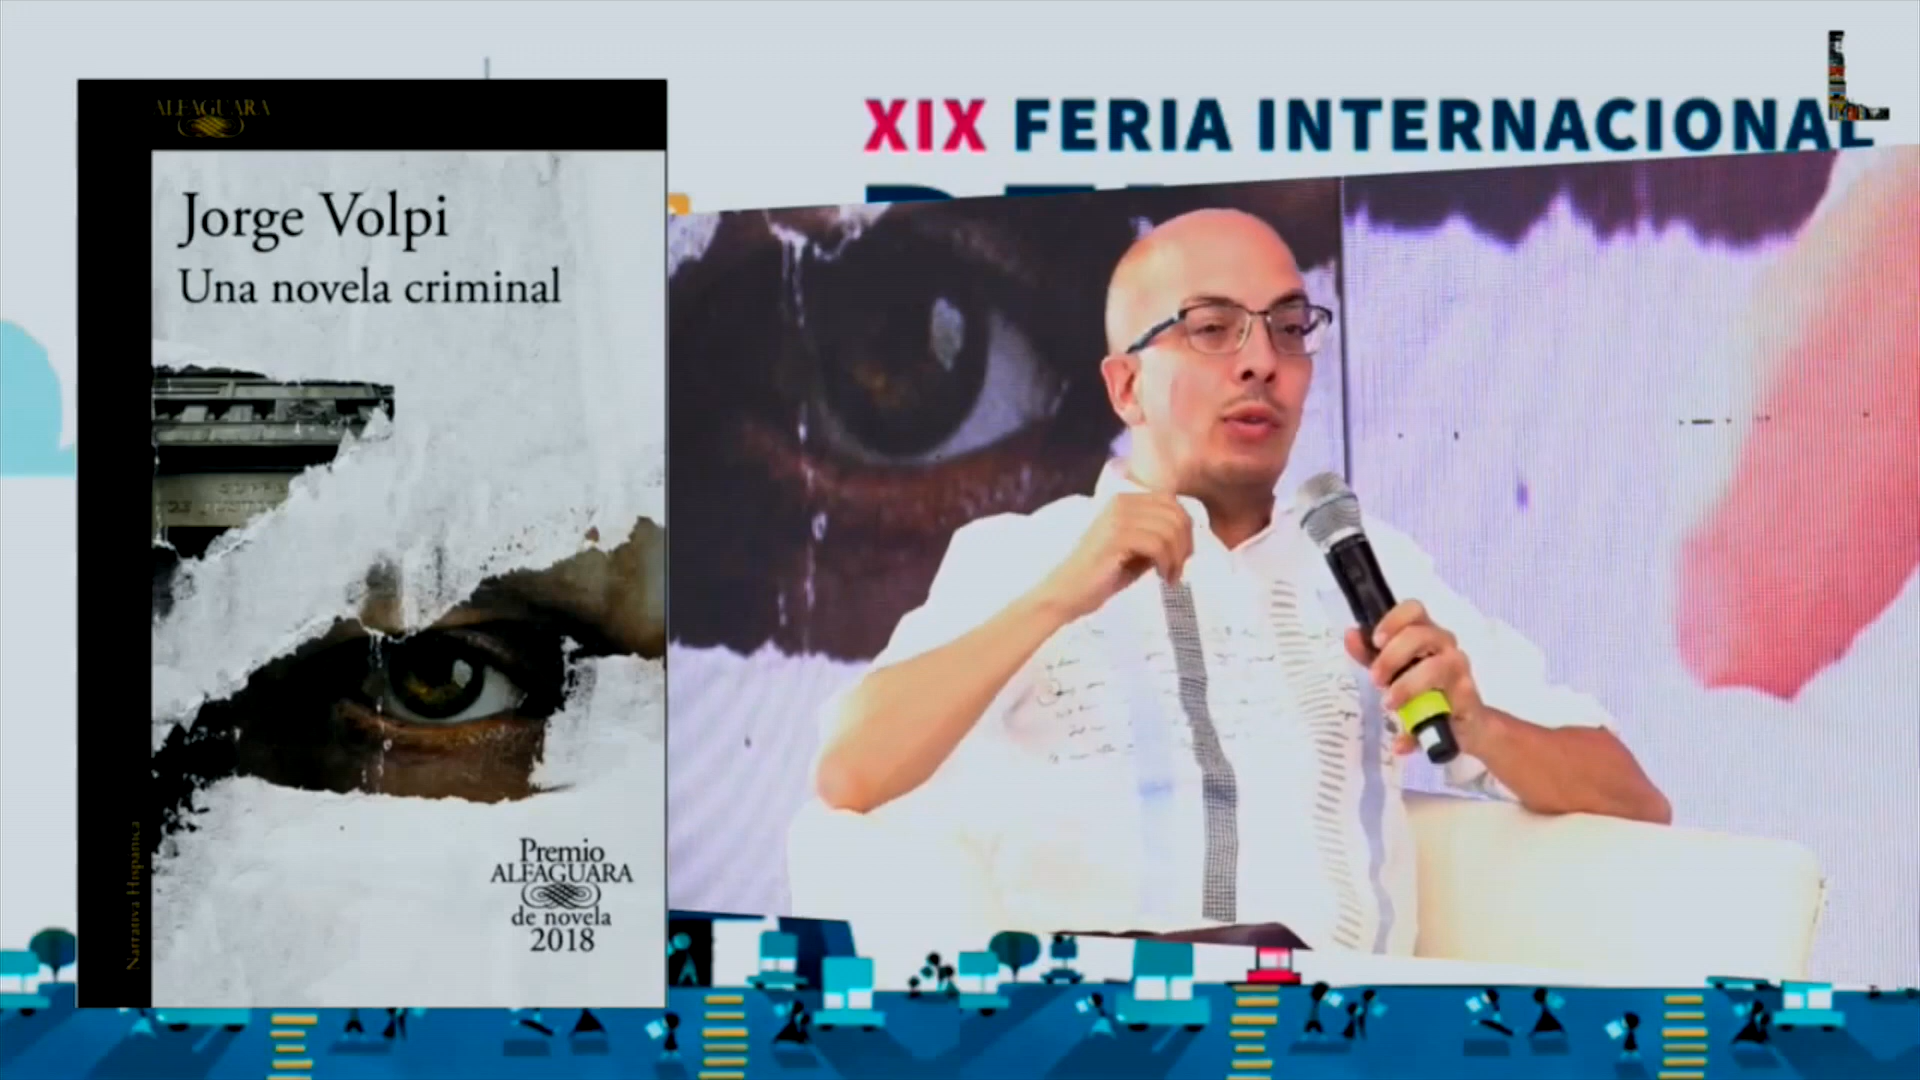 ALFAGUARA
Jorge Volpi
Una novela criminal
Premio
ALFAGUARA
de novela
2018
Narrativa Hispánica
XIX FERIA INTERNACIONAL